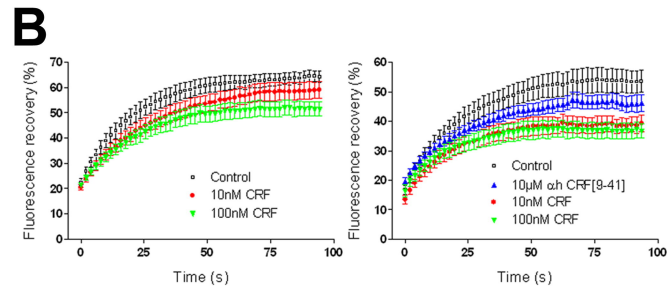 B
Fluorescence recovery (%)
70
60
50
40
30
20
10
0
Control
10nM CRF
100nM CRF
0
25
50
75
100
Time (s)
Fluorescence recovery (%)
60
50
40
30
20
10
0
Control
10µM αh CRF[9-41]
10nM CRF
100nM CRF
0
25
50
75
100
Time (s)